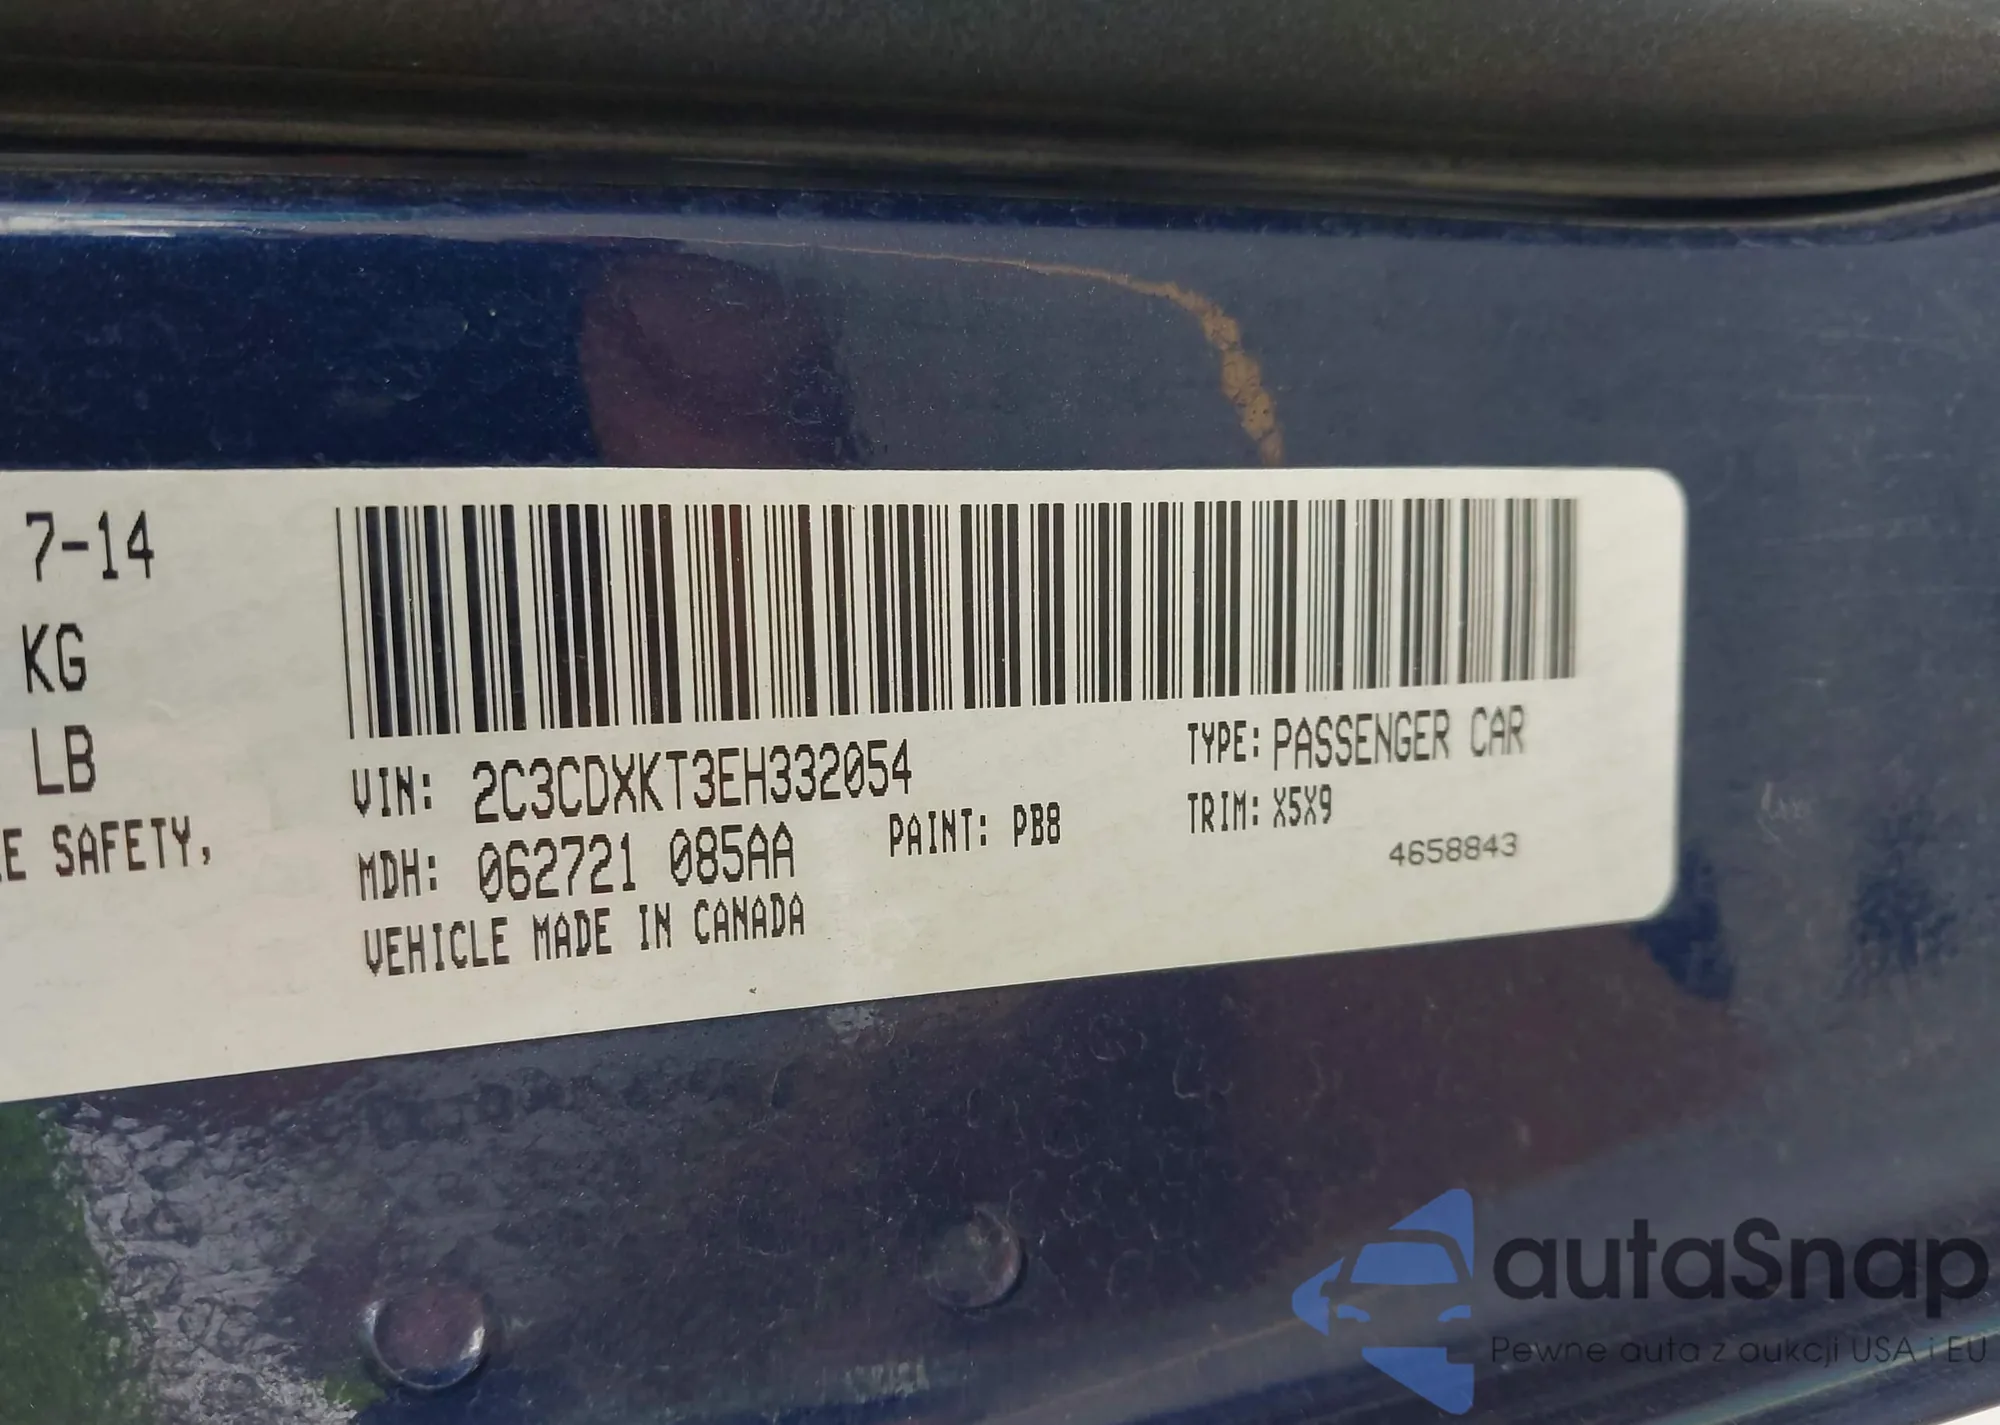 7-14
KG
LB
E SAFETY,
VIN: 2C3CDXKT3EH332054
TYPE: PASSENGER CAR
MDH: 062721 085AA
PAINT: PB8
TRIM: X5X9
4658843
VEHICLE MADE IN CANADA
autaSnap
Pewne auta z aukcji USA i EU